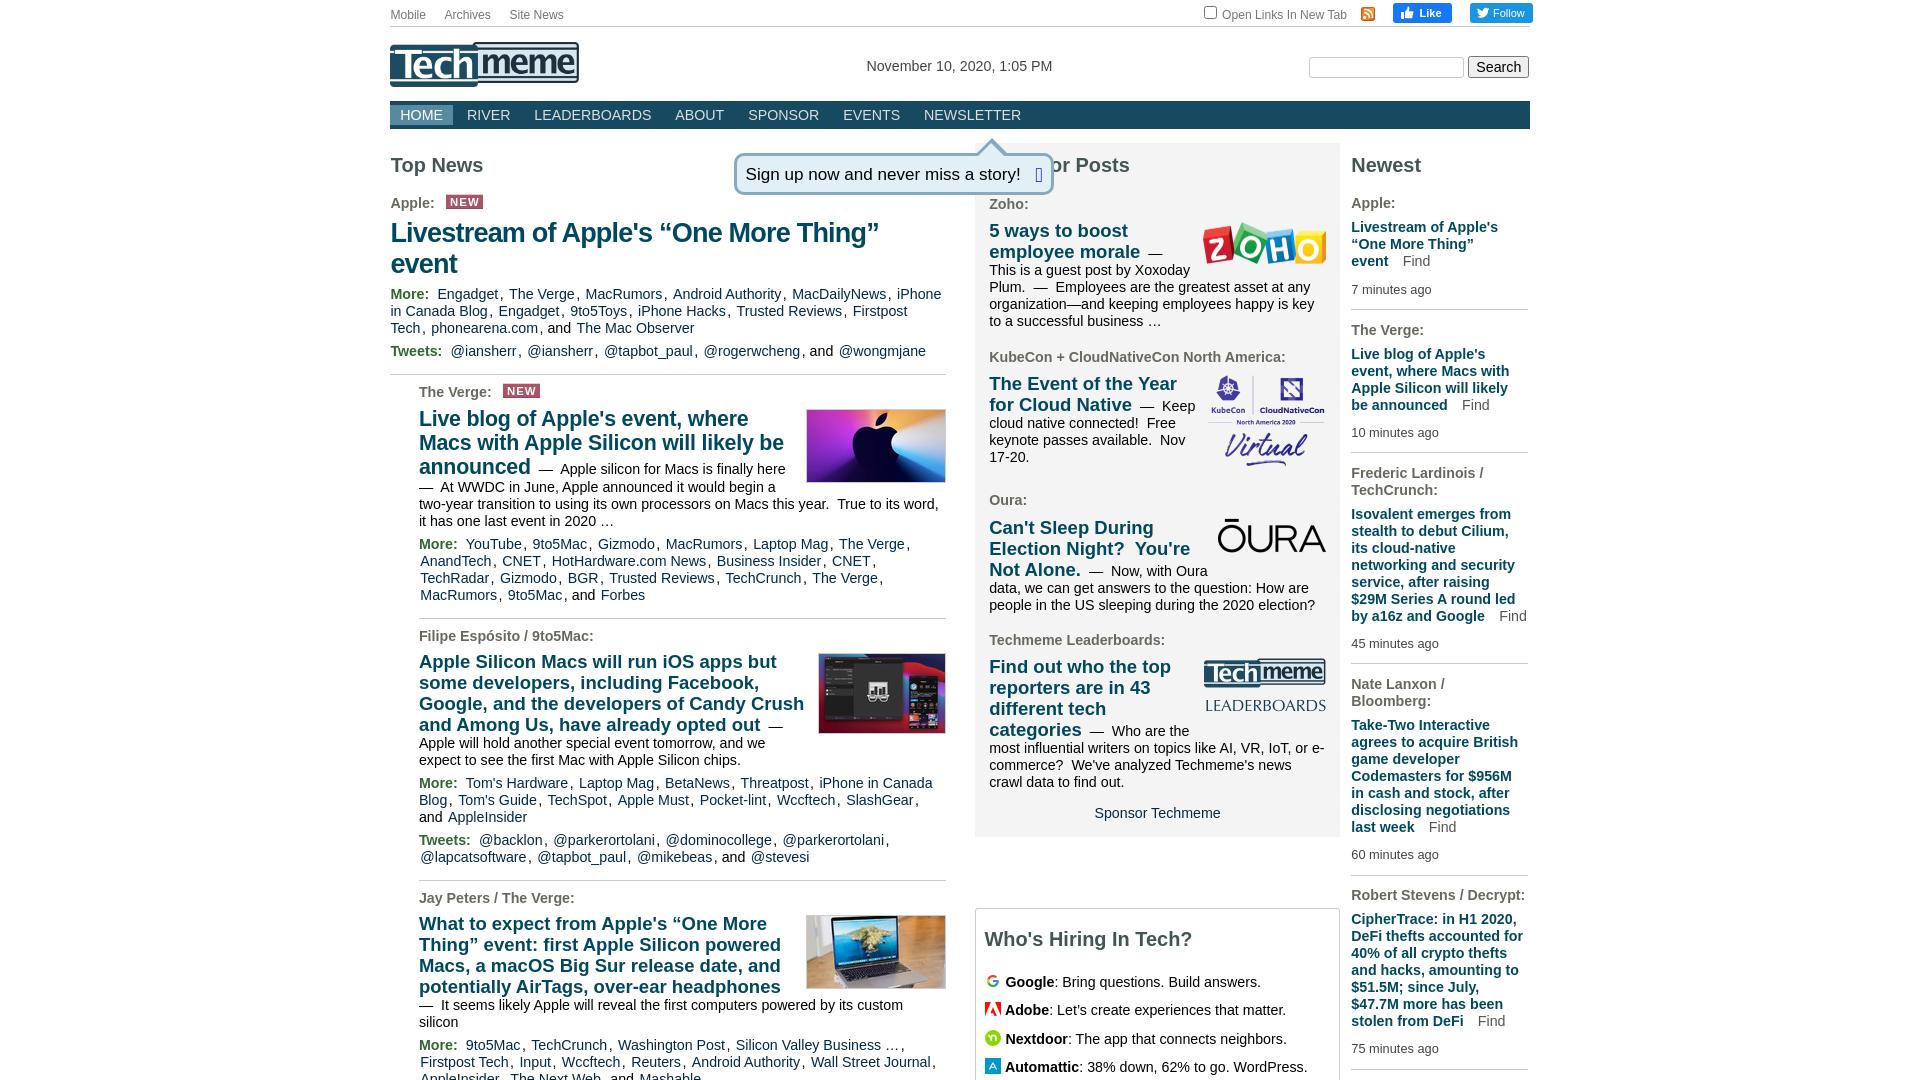 Mobile Archives Site News
Open Links In New Tab Like Follow
Techmeme
November 10, 2020, 1:05 PM
Search
HOME RIVER LEADERBOARDS ABOUT SPONSOR EVENTS NEWSLETTER
Sign up now and never miss a story!
Top News
Apple: NEW
Livestream of Apple's “One More Thing”
event
More: Engadget, The Verge, MacRumors, Android Authority, MacDailyNews, iPhone
in Canada Blog, Engadget, 9to5Toys, iPhone Hacks, Trusted Reviews, Firstpost
Tech, phonearena.com, and The Mac Observer
Tweets: @iansherr, @iansherr, @tapbot_paul, @rogerwcheng, and @wongmjane
The Verge: NEW
Live blog of Apple's event, where
Macs with Apple Silicon will likely be
announced — Apple silicon for Macs is finally here
— At WWDC in June, Apple announced it would begin a
two-year transition to using its own processors on Macs this year. True to its word,
it has one last event in 2020 …
More: YouTube, 9to5Mac, Gizmodo, MacRumors, Laptop Mag, The Verge,
AnandTech, CNET, HotHardware.com News, Business Insider, CNET,
TechRadar, Gizmodo, BGR, Trusted Reviews, TechCrunch, The Verge,
MacRumors, 9to5Mac, and Forbes
Filipe Espósito / 9to5Mac:
Apple Silicon Macs will run iOS apps but
some developers, including Facebook,
Google, and the developers of Candy Crush
and Among Us, have already opted out —
Apple will hold another special event tomorrow, and we
expect to see the first Mac with Apple Silicon chips.
More: Tom's Hardware, Laptop Mag, BetaNews, Threatpost, iPhone in Canada
Blog, Tom's Guide, TechSpot, Apple Must, Pocket-lint, Wccftech, SlashGear,
and AppleInsider
Tweets: @backlon, @parkerortolani, @dominocollege, @parkerortolani,
@lapcatsoftware, @tapbot_paul, @mikebeas, and @stevesi
Jay Peters / The Verge:
What to expect from Apple's “One More
Thing” event: first Apple Silicon powered
Macs, a macOS Big Sur release date, and
potentially AirTags, over-ear headphones
— It seems likely Apple will reveal the first computers powered by its custom
silicon
More: 9to5Mac, TechCrunch, Washington Post, Silicon Valley Business …,
Firstpost Tech, Input, Wccftech, Reuters, Android Authority, Wall Street Journal,
AppleInsider, The Next Web, and Mashable
or Posts
Zoho:
5 ways to boost
employee morale —
This is a guest post by Xoxoday
Plum. — Employees are the greatest asset at any
organization—and keeping employees happy is key
to a successful business …
ZOHO
KubeCon + CloudNativeCon North America:
The Event of the Year
for Cloud Native — Keep
cloud native connected! Free
keynote passes available. Nov
17-20.
KubeCon CloudNativeCon
North America 2020
Virtual
Oura:
Can't Sleep During
Election Night? You're
Not Alone. — Now, with Oura
data, we can get answers to the question: How are
people in the US sleeping during the 2020 election?
ŌURA
Techmeme Leaderboards:
Find out who the top
reporters are in 43
different tech
categories — Who are the
most influential writers on topics like AI, VR, IoT, or e-
commerce? We've analyzed Techmeme's news
crawl data to find out.
Techmeme
LEADERBOARDS
Sponsor Techmeme
Who's Hiring In Tech?
Google: Bring questions. Build answers.
Adobe: Let’s create experiences that matter.
Nextdoor: The app that connects neighbors.
Automattic: 38% down, 62% to go. WordPress.
Newest
Apple:
Livestream of Apple's
“One More Thing”
event Find
7 minutes ago
The Verge:
Live blog of Apple's
event, where Macs with
Apple Silicon will likely
be announced Find
10 minutes ago
Frederic Lardinois /
TechCrunch:
Isovalent emerges from
stealth to debut Cilium,
its cloud-native
networking and security
service, after raising
$29M Series A round led
by a16z and Google Find
45 minutes ago
Nate Lanxon /
Bloomberg:
Take-Two Interactive
agrees to acquire British
game developer
Codemasters for $956M
in cash and stock, after
disclosing negotiations
last week Find
60 minutes ago
Robert Stevens / Decrypt:
CipherTrace: in H1 2020,
DeFi thefts accounted for
40% of all crypto thefts
and hacks, amounting to
$51.5M; since July,
$47.7M more has been
stolen from DeFi Find
75 minutes ago